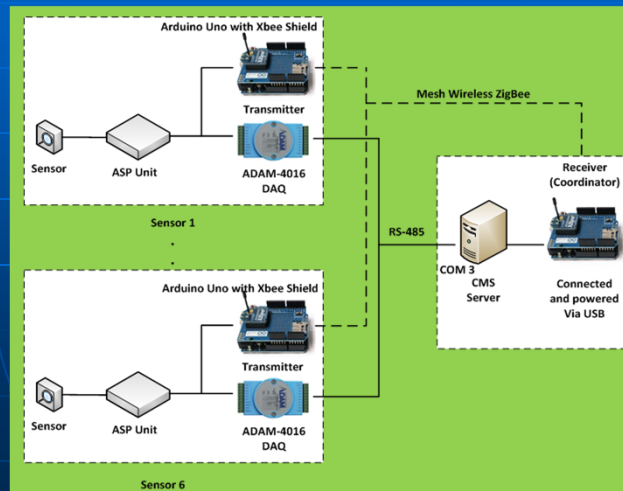 Arduino Uno with Xbee Shield
Transmitter
Sensor
ASP Unit
ADAM-4016
DAQ
Sensor 1
.
.
Mesh Wireless ZigBee
RS-485
COM 3
CMS
Server
Receiver
(Coordinator)
Connected
and powered
Via USB
Arduino Uno with Xbee Shield
Transmitter
Sensor
ASP Unit
ADAM-4016
DAQ
Sensor 6